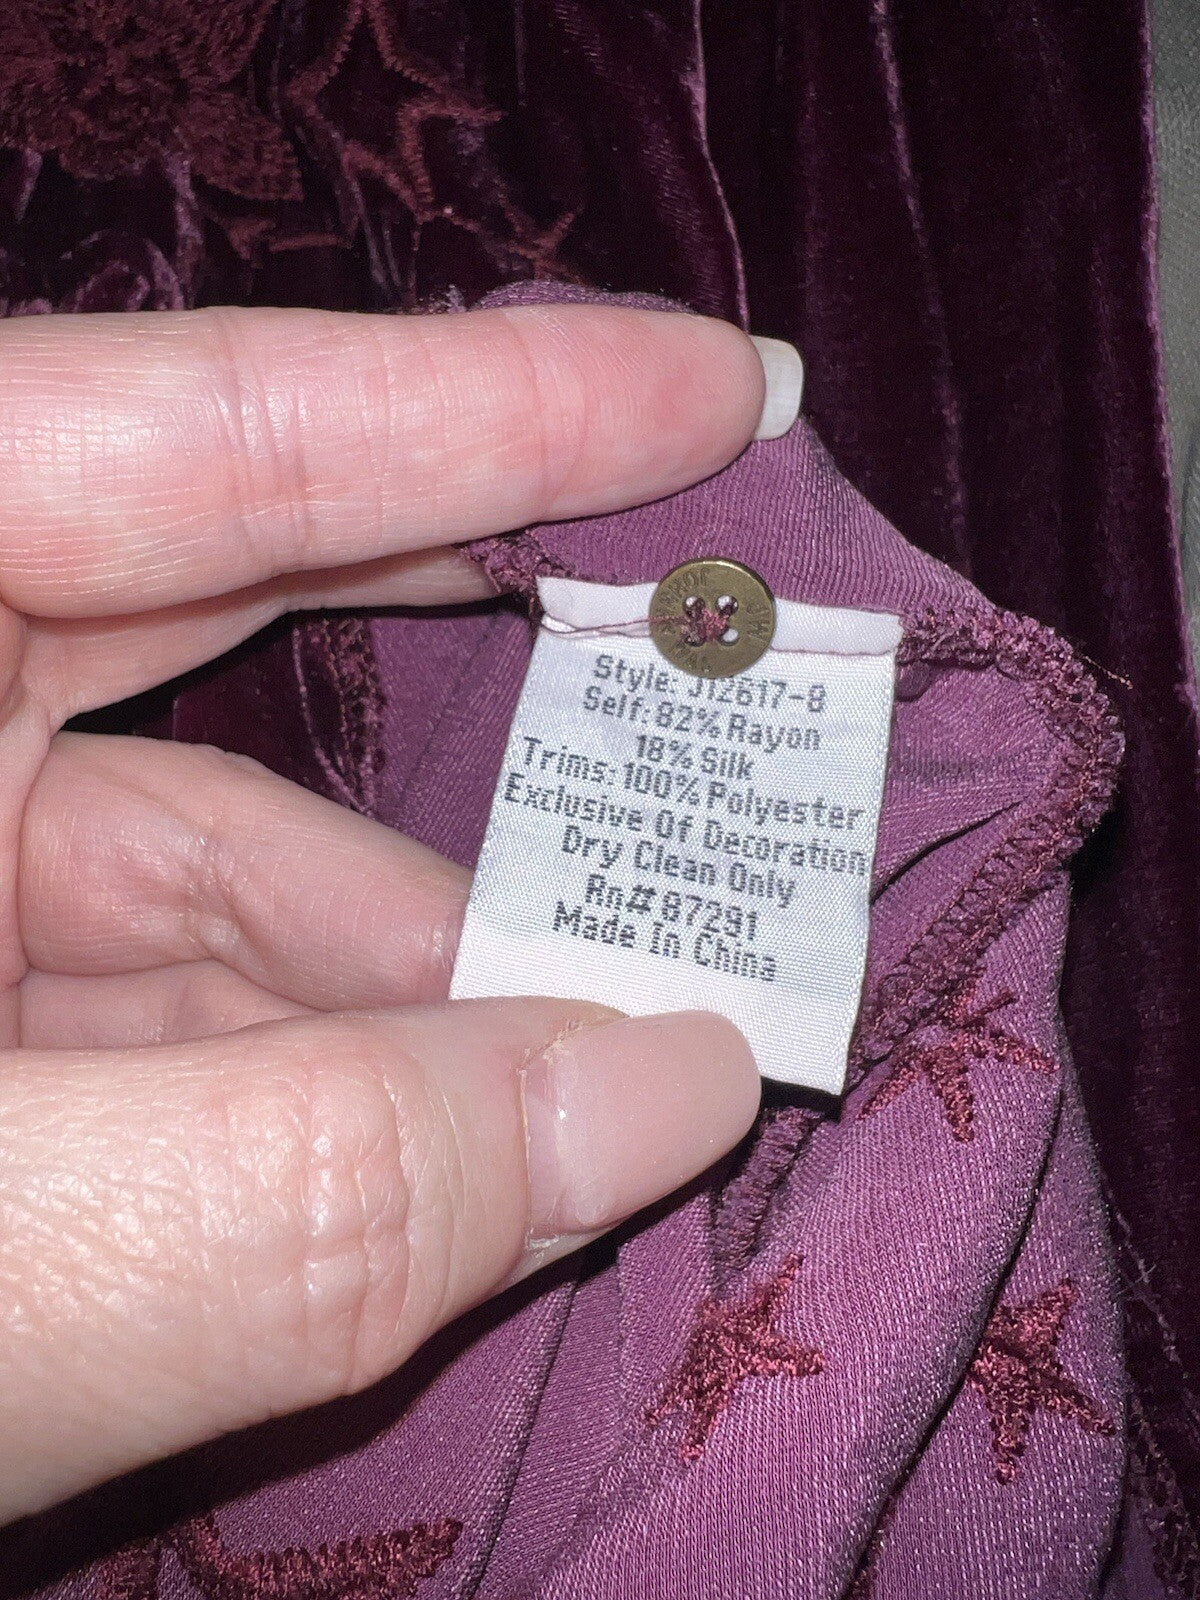 Style: J12617-8
Self: 82% Rayon
18% Silk
Trims: 100% Polyester
Exclusive Of Decoration
Dry Clean Only
Rn# 87291
Made In China